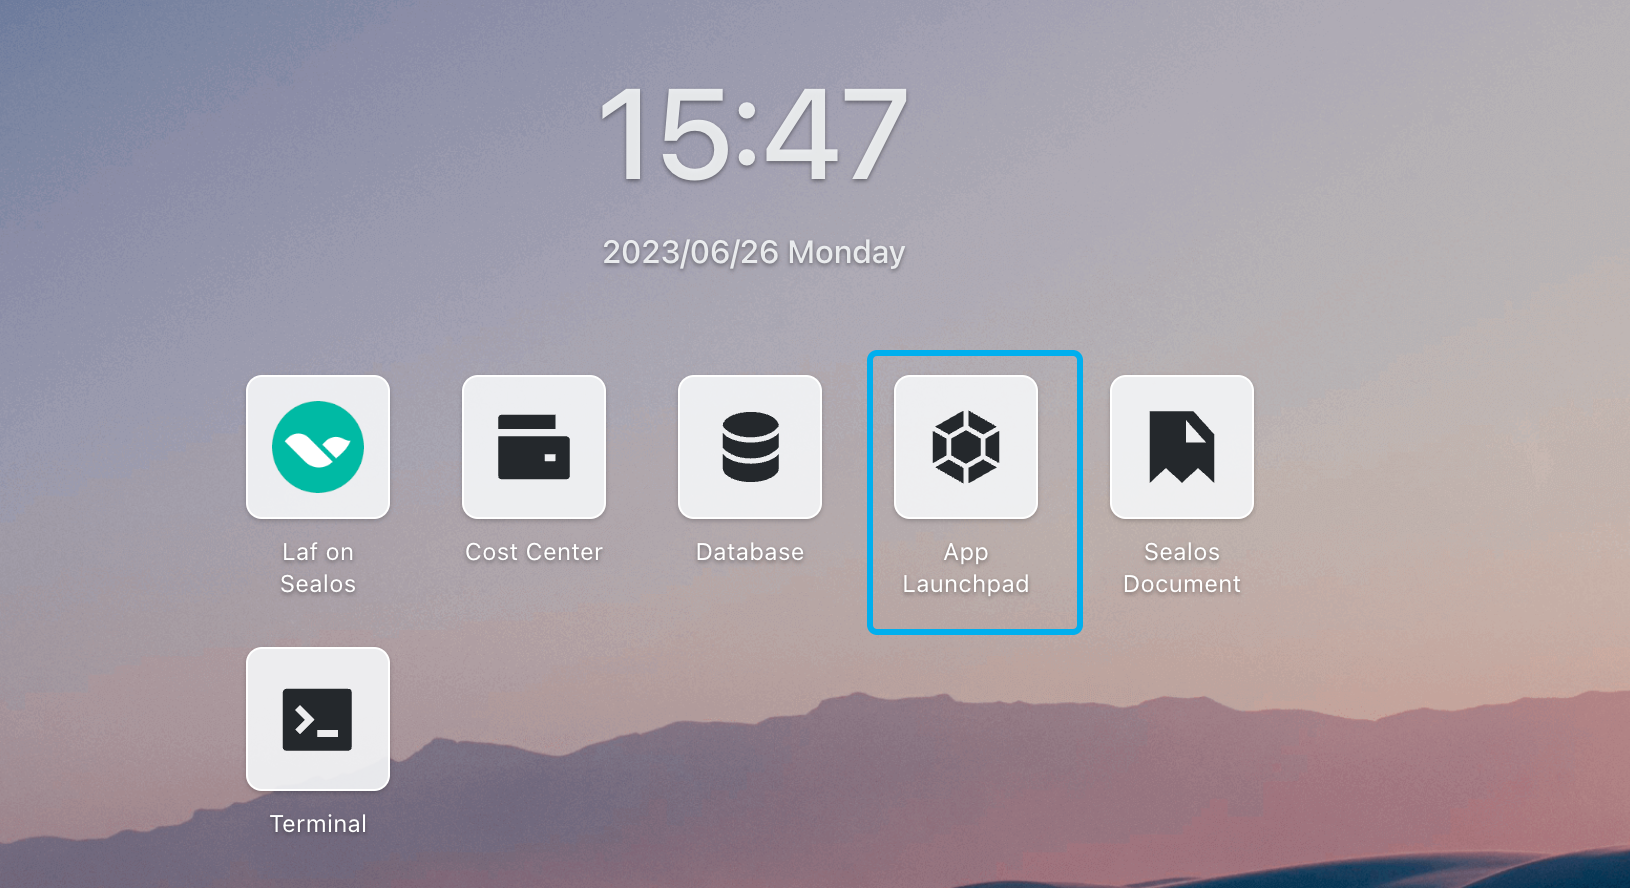 15:47
2023/06/26 Monday
Laf on
Sealos
Cost Center
Database
App
Launchpad
Sealos
Document
Terminal